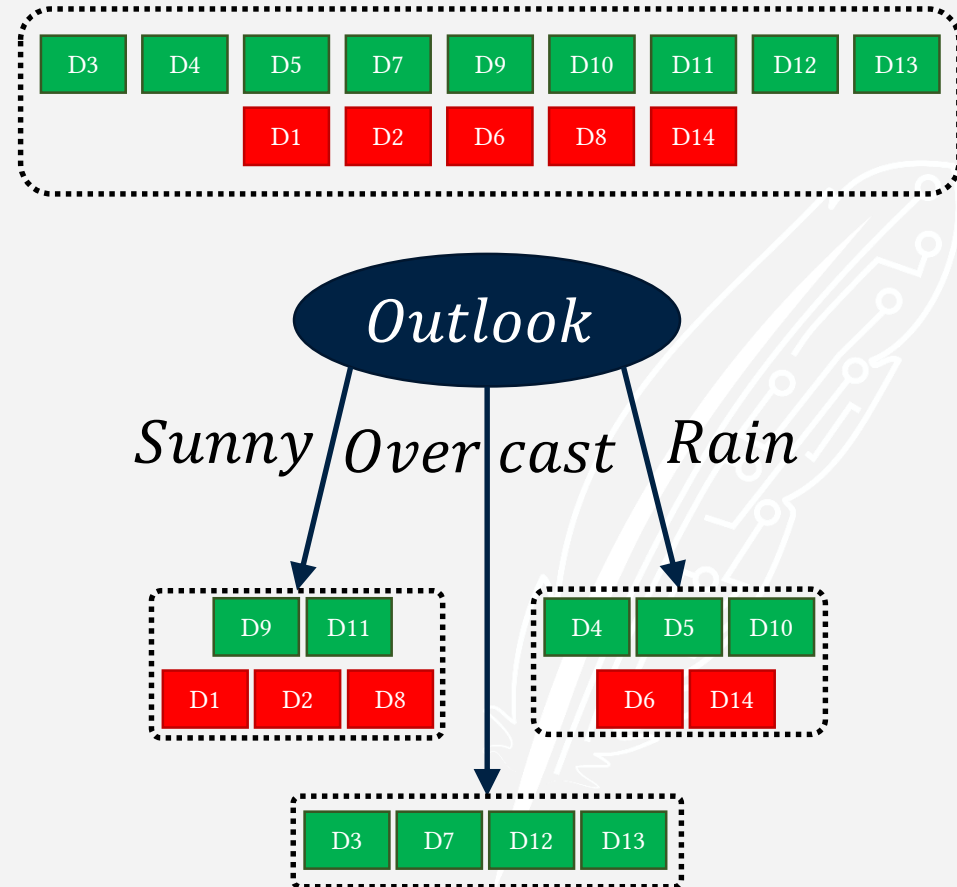 D3 D4 D5 D7 D9 D10 D11 D12 D13
D1 D2 D6 D8 D14
Outlook
Sunny Over cast Rain
D9 D11
D1 D2 D8
D4 D5 D10
D6 D14
D3 D7 D12 D13